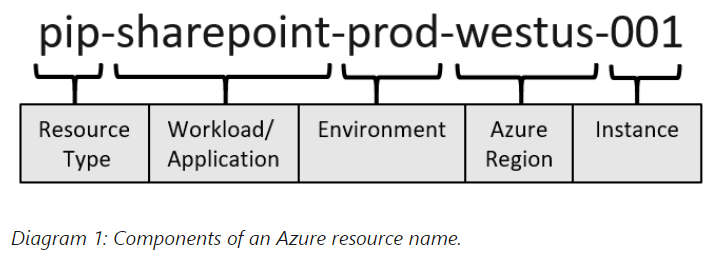 pip-sharepoint-prod-westus-001
Resource Type
Workload/ Application
Environment
Azure Region
Instance
Diagram 1: Components of an Azure resource name.